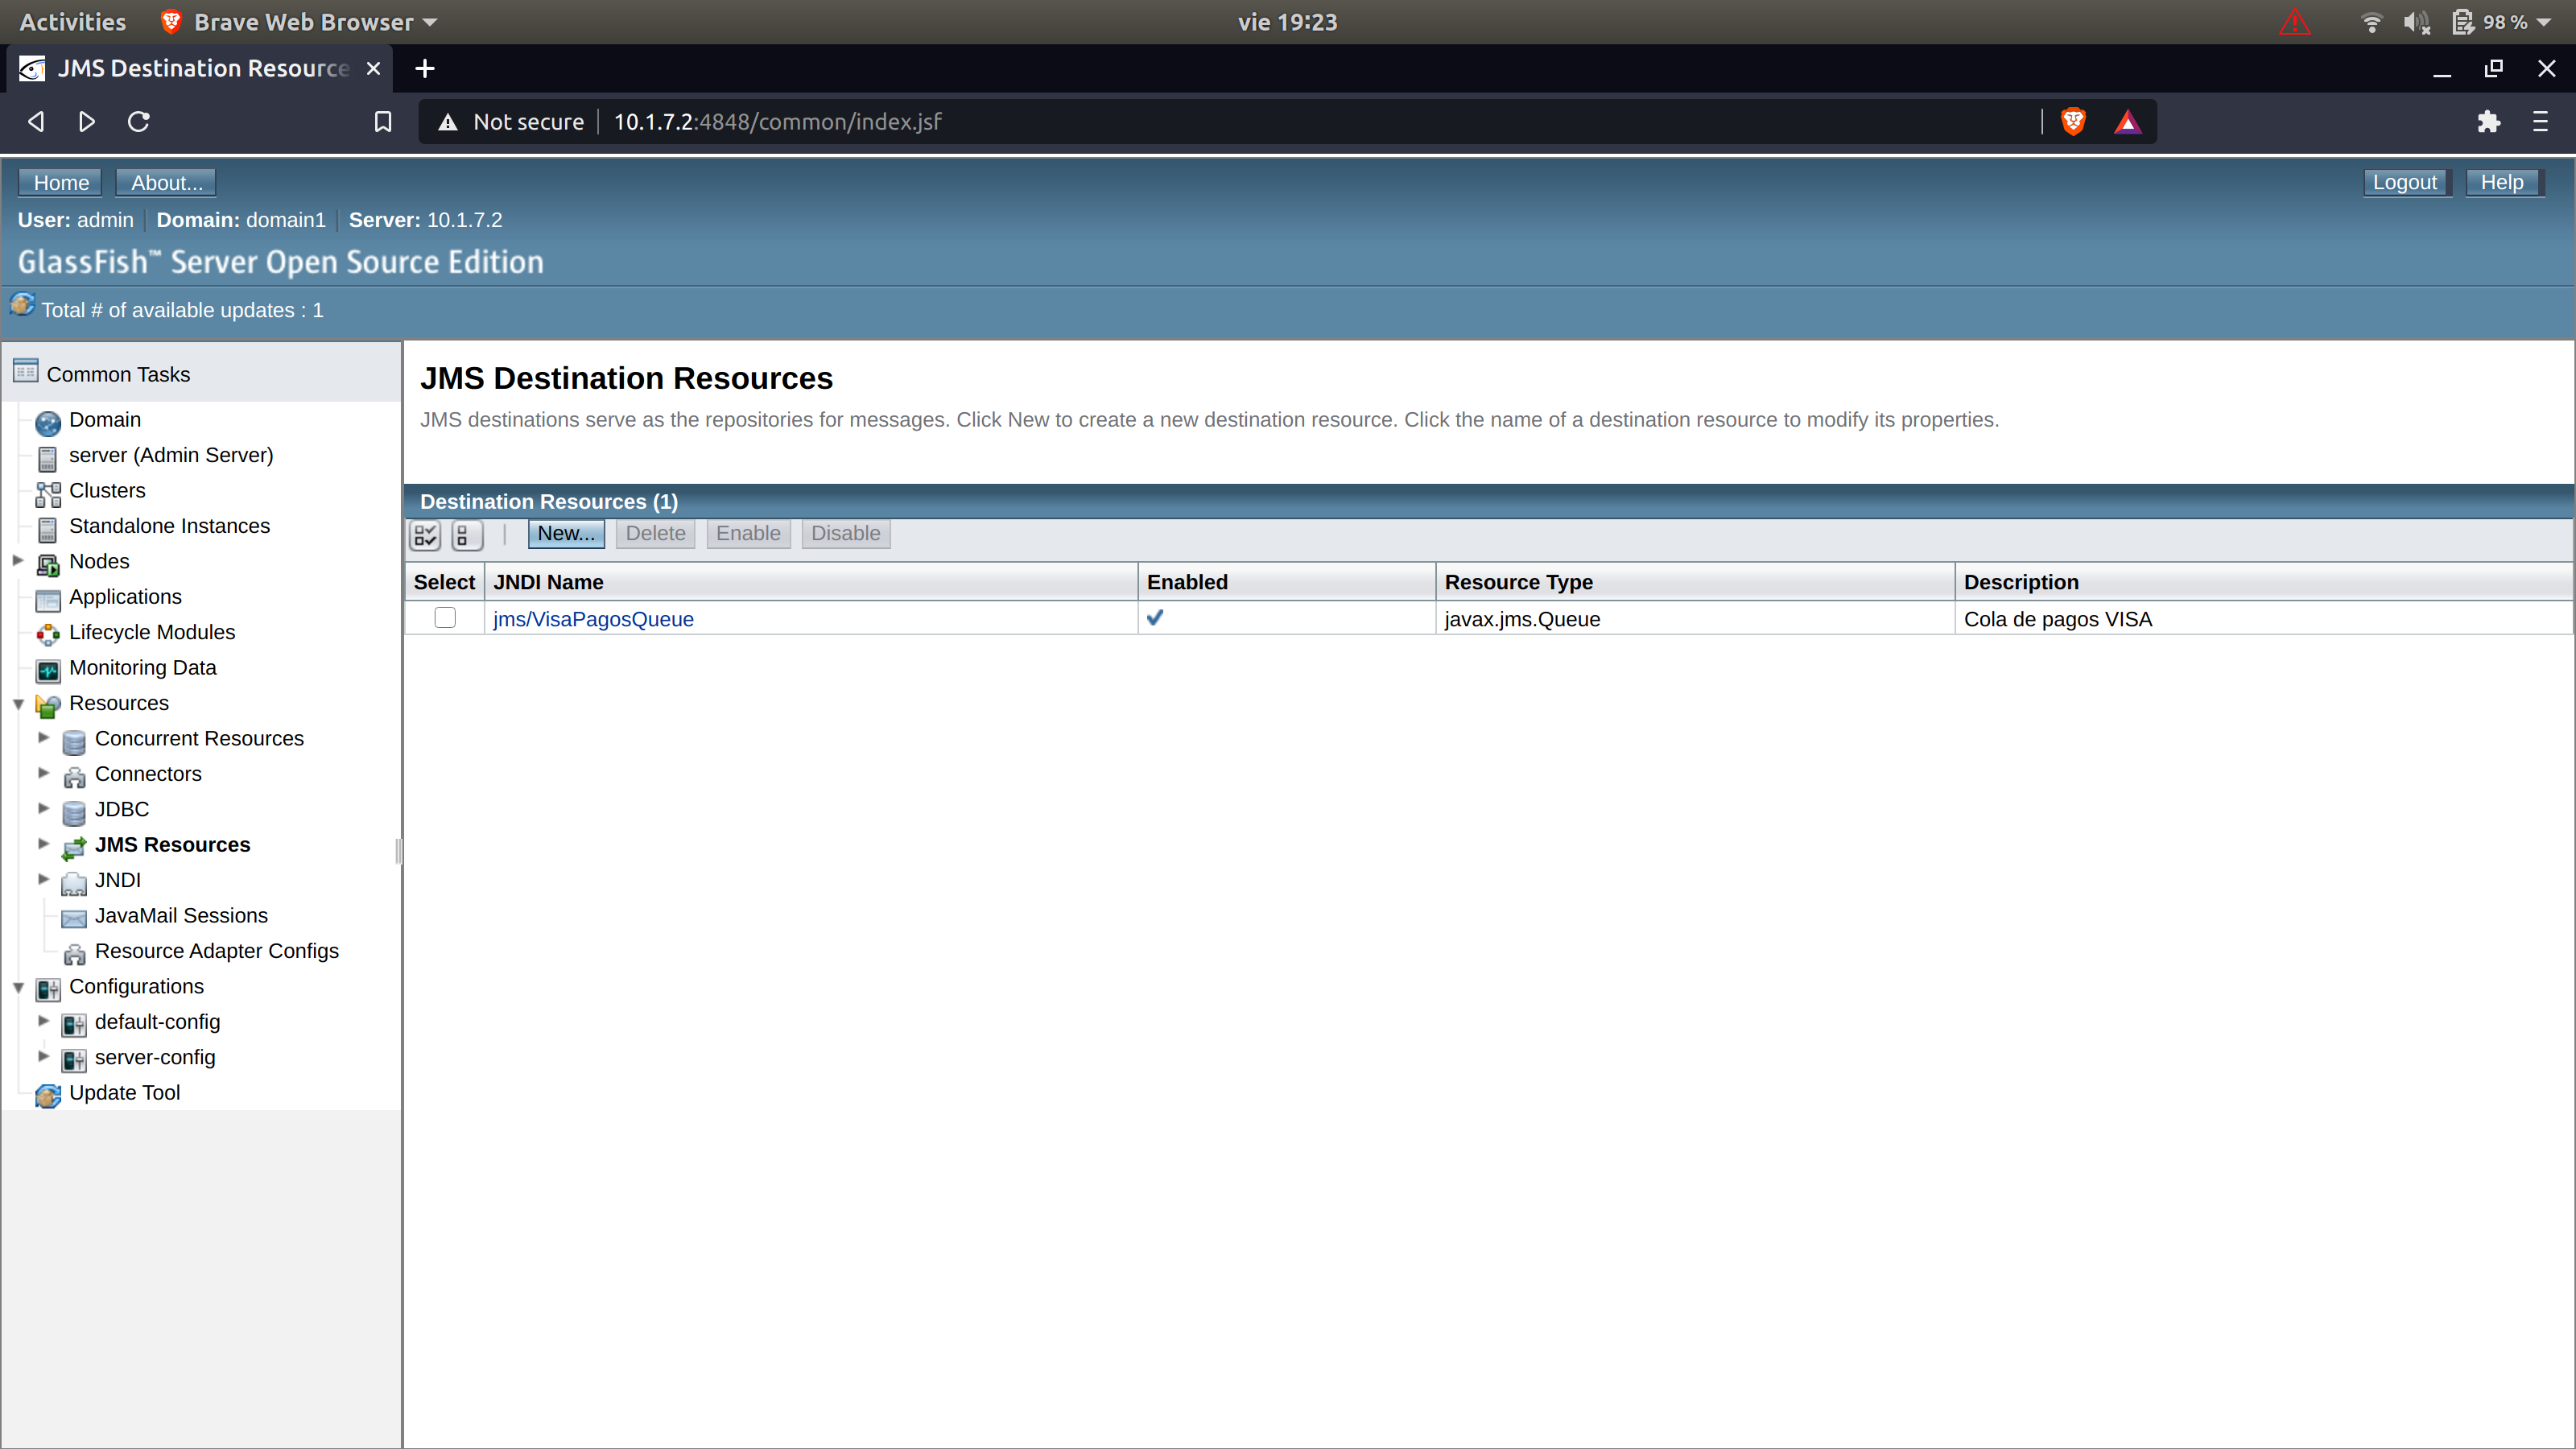 Activities Brave Web Browser vie 19:23 98 %
JMS Destination Resource
Not secure 10.1.7.2:4848/common/index.jsf
Home About... Logout Help
User: admin Domain: domain1 Server: 10.1.7.2
GlassFish™ Server Open Source Edition
Total # of available updates : 1
Common Tasks
Domain
server (Admin Server)
Clusters
Standalone Instances
Nodes
Applications
Lifecycle Modules
Monitoring Data
Resources
Concurrent Resources
Connectors
JDBC
JMS Resources
JNDI
JavaMail Sessions
Resource Adapter Configs
Configurations
default-config
server-config
Update Tool
JMS Destination Resources
JMS destinations serve as the repositories for messages. Click New to create a new destination resource. Click the name of a destination resource to modify its properties.
Destination Resources (1)
New... Delete Enable Disable
Select JNDI Name Enabled Resource Type Description
jms/VisaPagosQueue javax.jms.Queue Cola de pagos VISA